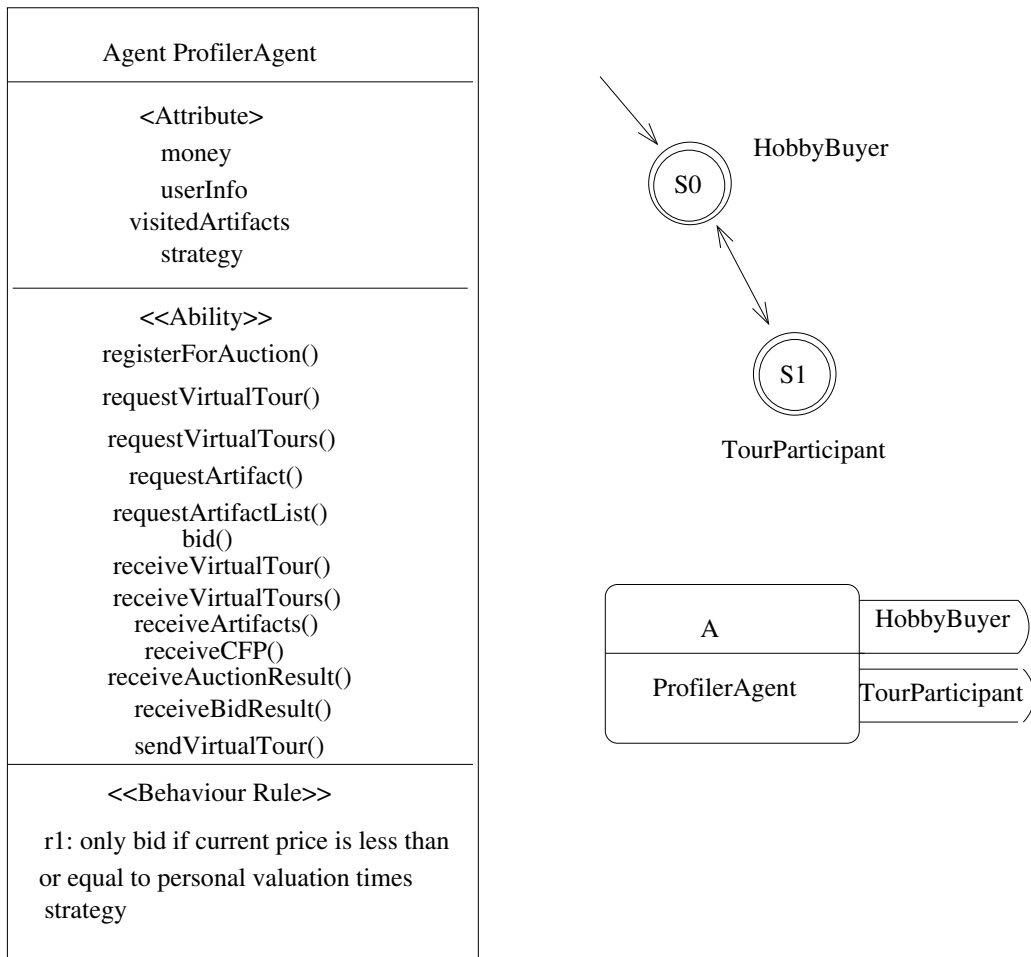 Agent ProfilerAgent
<Attribute>
money
userInfo
visitedArtifacts
strategy
<<Ability>>
registerForAuction()
requestVirtualTour()
requestVirtualTours()
requestArtifact()
requestArtifactList()
bid()
receiveVirtualTour()
receiveVirtualTours()
receiveArtifacts()
receiveCFP()
receiveAuctionResult()
receiveBidResult()
sendVirtualTour()
<<Behaviour Rule>>
r1: only bid if current price is less than
or equal to personal valuation times
strategy
HobbyBuyer
S0
S1
TourParticipant
A
HobbyBuyer
ProfilerAgent
TourParticipant